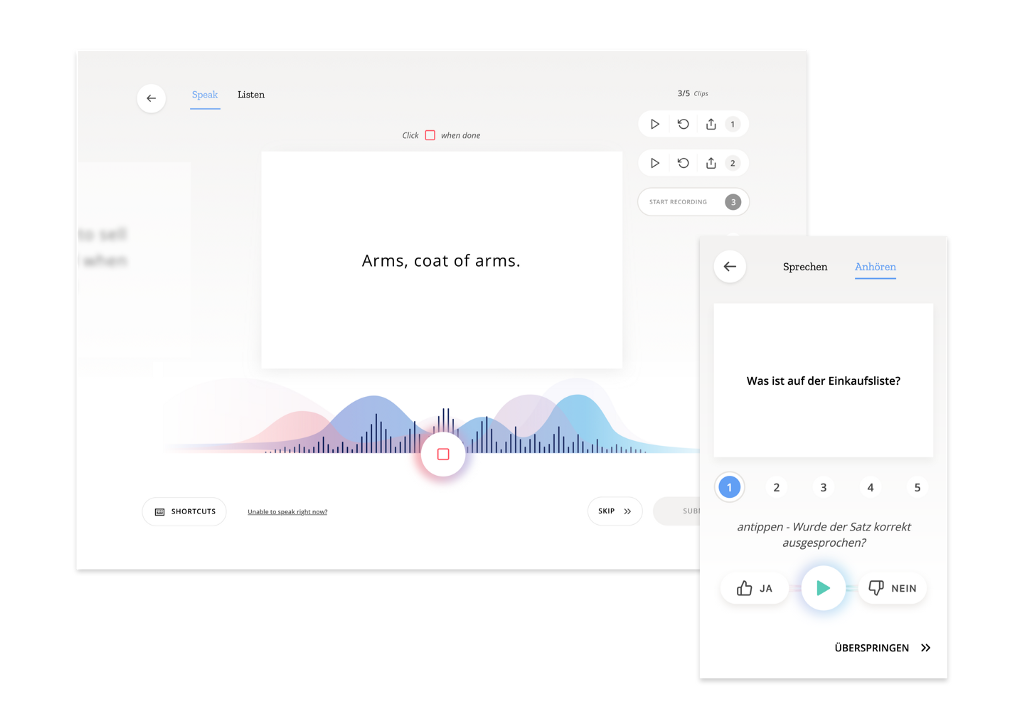 Speak
Listen
3/5 Clips
Click when done
1
2
START RECORDING 3
to sell
when
Arms, coat of arms.
SHORTCUTS
Unable to speak right now?
SKIP
SUB
Sprechen
Anhören
Was ist auf der Einkaufsliste?
1 2 3 4 5
antippen - Wurde der Satz korrekt
ausgesprochen?
JA
NEIN
ÜBERSPRINGEN